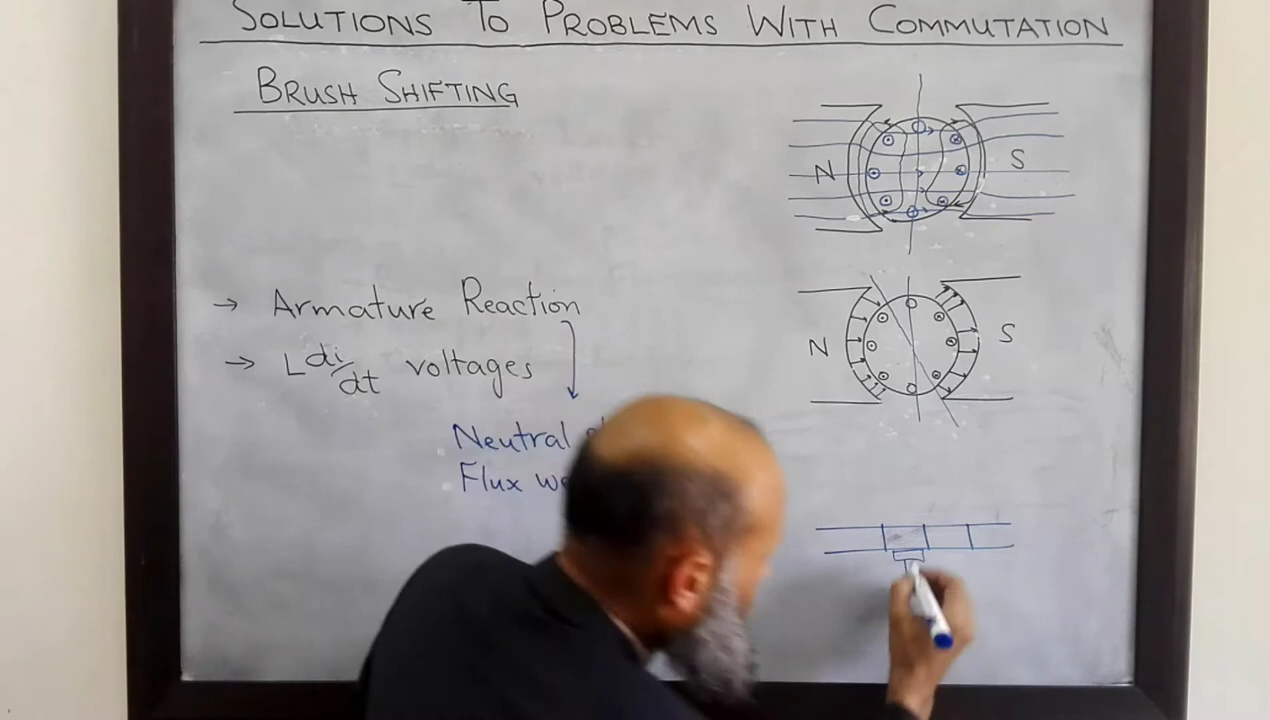 SOLUTIONS TO PROBLEMS WITH COMMUTATION
BRUSH SHIFTING
N S
→ Armature Reaction
→ L di/dt voltages
N S
Neutral
Flux